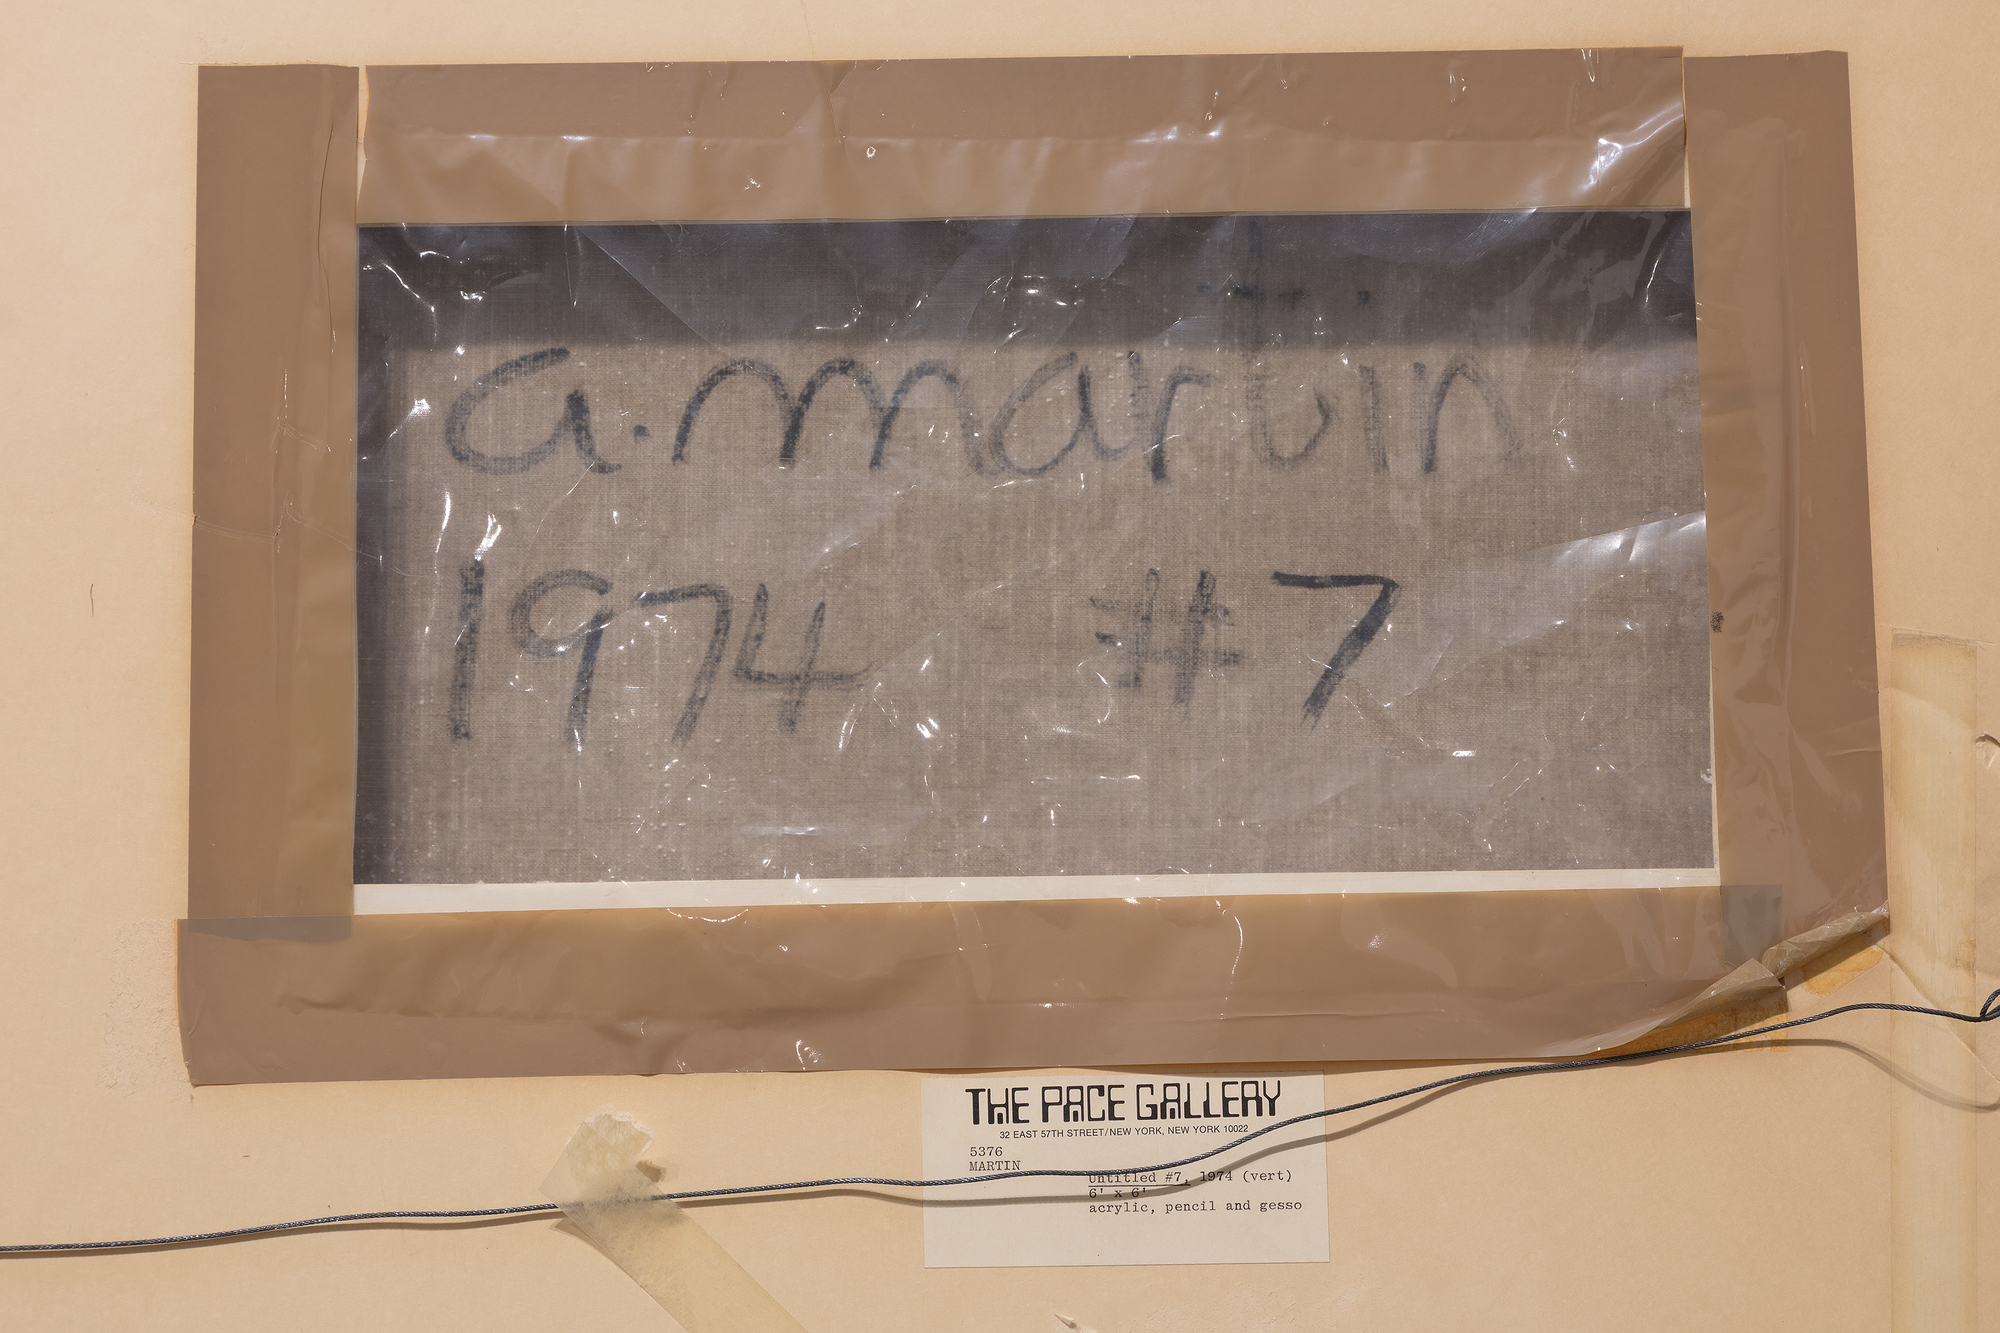 a. martin
1974 #7
THE PACE GALLERY
32 EAST 57TH STREET/NEW YORK, NEW YORK 10022
5376
MARTIN
Untitled #7, 1974 (vert)
6' x 6'
acrylic, pencil and gesso